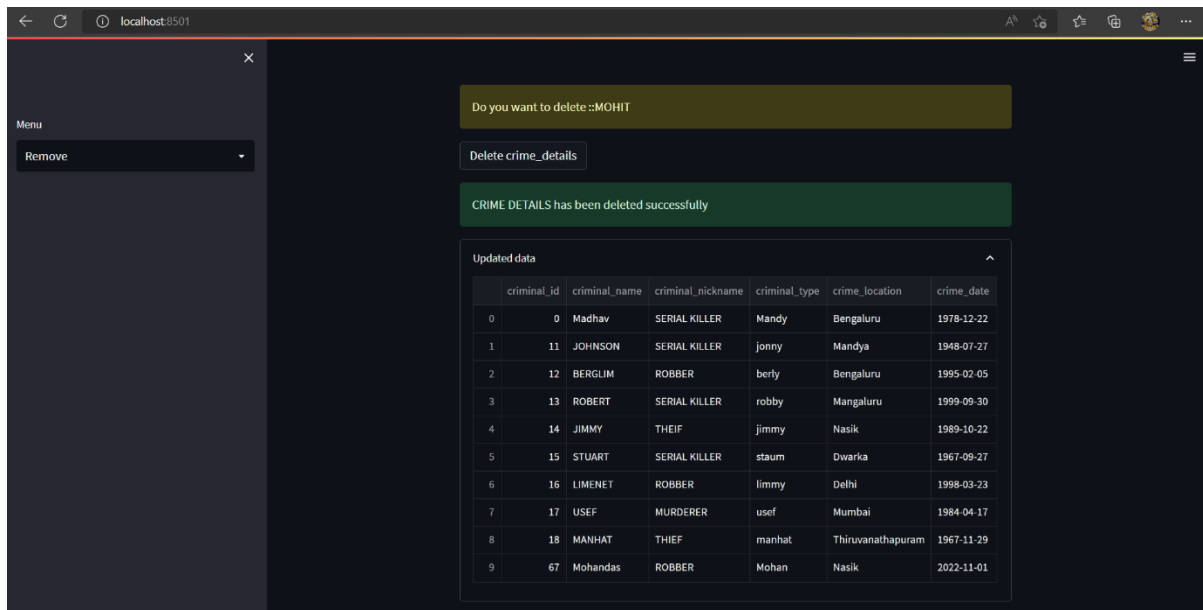 localhost:8501
Menu
Remove
Do you want to delete ::MOHIT
Delete crime_details
CRIME DETAILS has been deleted successfully
Updated data
criminal_id criminal_name criminal_nickname criminal_type crime_location crime_date
0 0 Madhav SERIAL KILLER Mandy Bengaluru 1978-12-22
1 11 JOHNSON SERIAL KILLER jonny Mandya 1948-07-27
2 12 BERGLIM ROBBER berly Bengaluru 1995-02-05
3 13 ROBERT SERIAL KILLER robby Mangaluru 1999-09-30
4 14 JIMMY THEIF jimmy Nasik 1989-10-22
5 15 STUART SERIAL KILLER staum Dwarka 1967-09-27
6 16 LIMENET ROBBER limmy Delhi 1998-03-23
7 17 USEF MURDERER usef Mumbai 1984-04-17
8 18 MANHAT THIEF manhat Thiruvanathapuram 1967-11-29
9 67 Mohandas ROBBER Mohan Nasik 2022-11-01